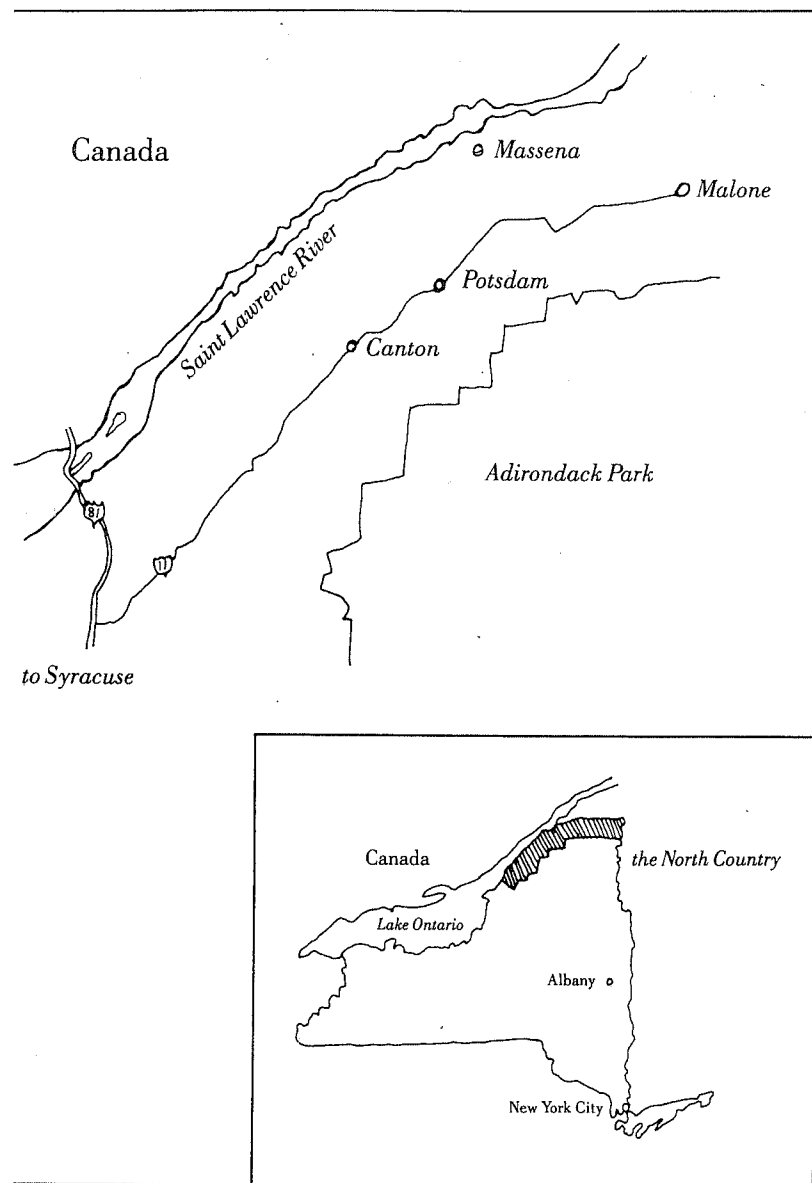 Canada
Massena
Malone
Saint Lawrence River
Potsdam
Canton
Adirondack Park
81
11
to Syracuse
Canada
the North Country
Lake Ontario
Albany
New York City